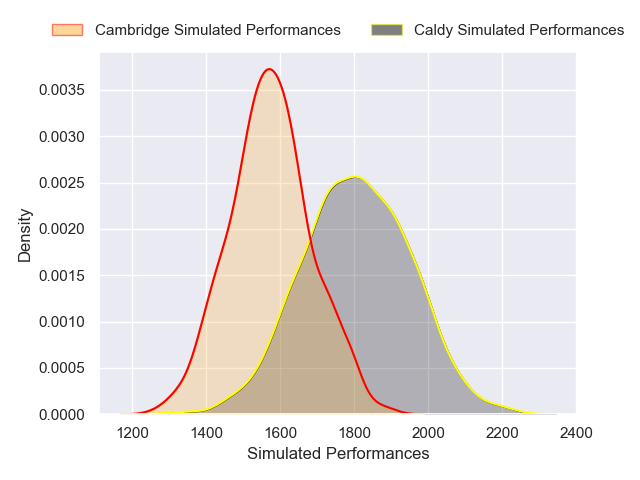 Cambridge Simulated Performances Caldy Simulated Performances
0.0035
0.0030
0.0025
0.0020
0.0015
0.0010
0.0005
0.0000
Density
1200 1400 1600 1800 2000 2200 2400
Simulated Performances